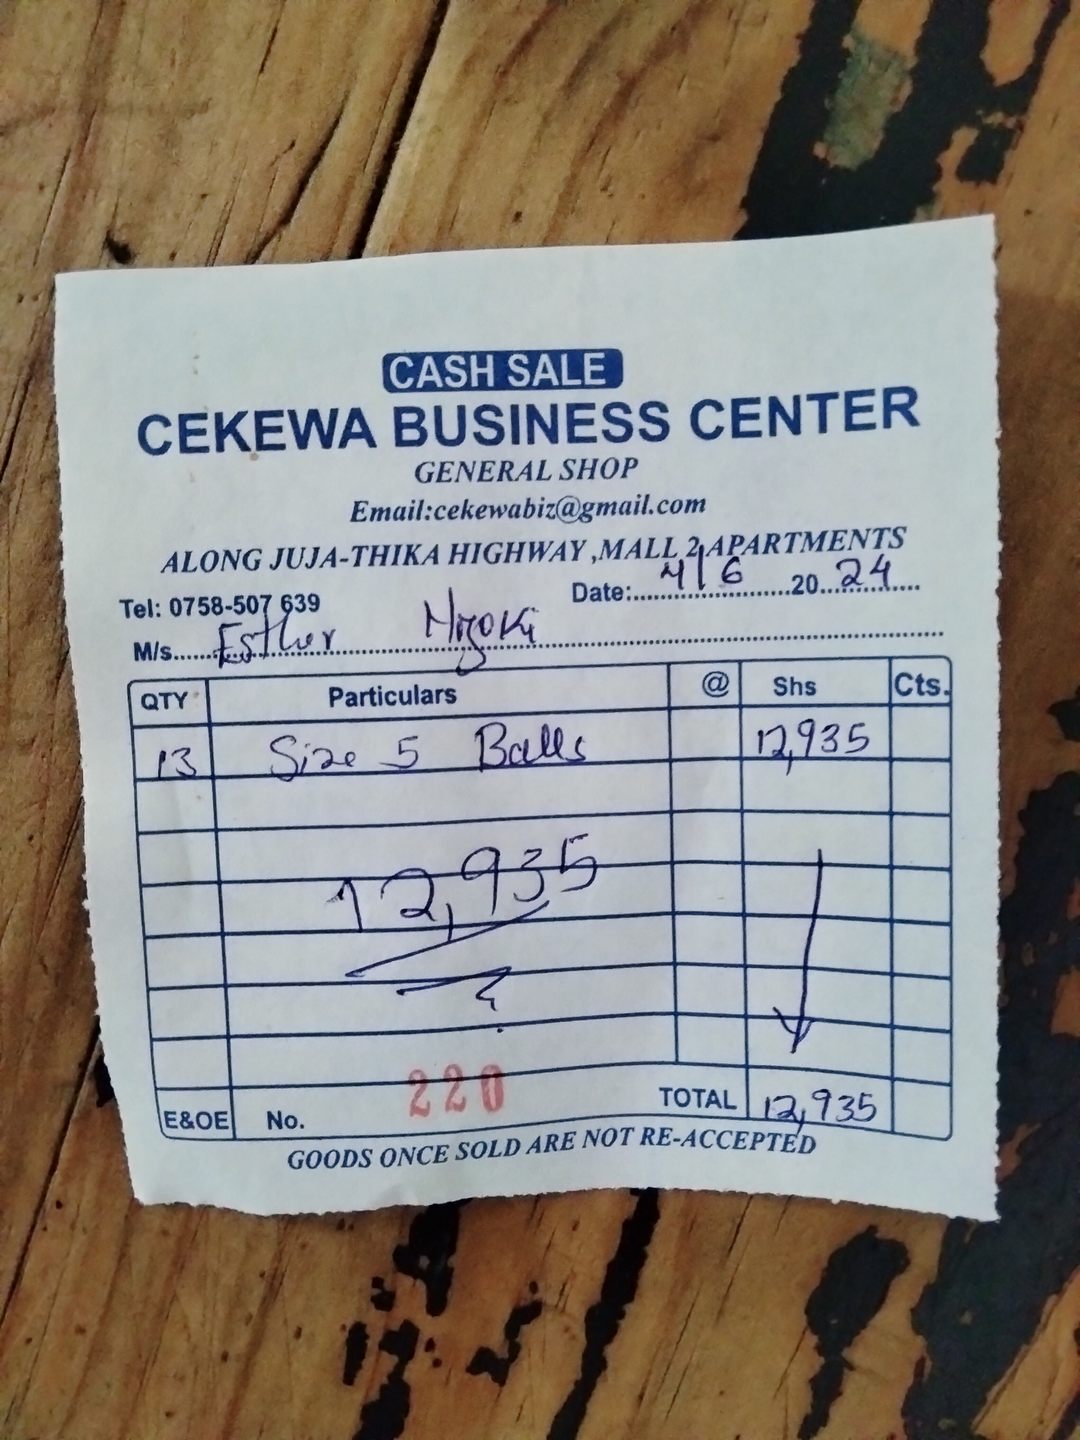 CASH SALE
CEKEWA BUSINESS CENTER
GENERAL SHOP
Email:cekewabiz@gmail.com
ALONG JUJA-THIKA HIGHWAY ,MALL 2 APARTMENTS
Tel: 0758-507 639 Date: 4/6 2024
M/s Esther Njoki
QTY Particulars @ Shs Cts.
13 Size 5 Balls 12,935
12,935
E&OE No. 220 TOTAL 12,935
GOODS ONCE SOLD ARE NOT RE-ACCEPTED